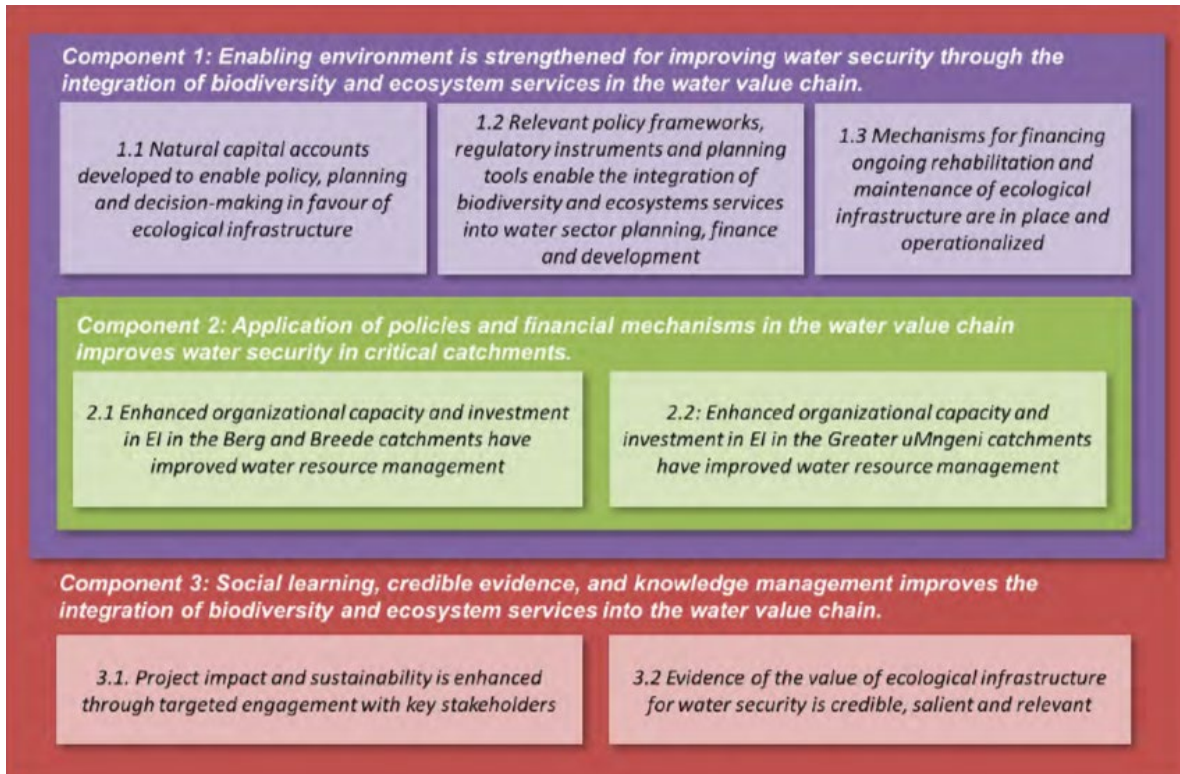 Component 1: Enabling environment is strengthened for improving water security through the
integration of biodiversity and ecosystem services in the water value chain.
1.1 Natural capital accounts
developed to enable policy, planning
and decision-making in favour of
ecological infrastructure
1.2 Relevant policy frameworks,
regulatory instruments and planning
tools enable the integration of
biodiversity and ecosystems services
into water sector planning, finance
and development
1.3 Mechanisms for financing
ongoing rehabilitation and
maintenance of ecological
infrastructure are in place and
operationalized
Component 2: Application of policies and financial mechanisms in the water value chain
improves water security in critical catchments.
2.1 Enhanced organizational capacity and investment
in EI in the Berg and Breede catchments have
improved water resource management
2.2: Enhanced organizational capacity and
investment in EI in the Greater uMngeni catchments
have improved water resource management
Component 3: Social learning, credible evidence, and knowledge management improves the
integration of biodiversity and ecosystem services into the water value chain.
3.1. Project impact and sustainability is enhanced
through targeted engagement with key stakeholders
3.2 Evidence of the value of ecological infrastructure
for water security is credible, salient and relevant